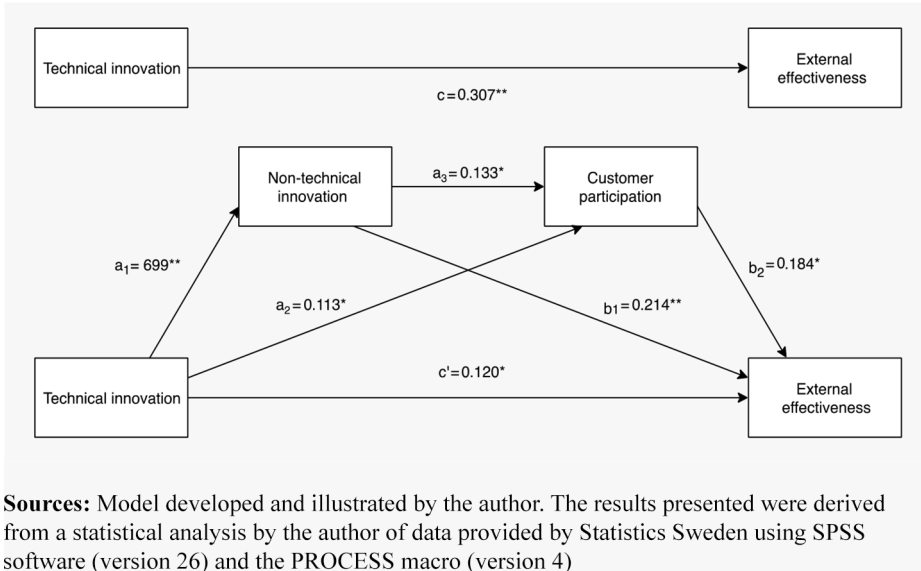 Technical innovation
External
effectiveness
c=0.307**
Non-technical
innovation
a₃=0.133*
Customer
participation
a₁= 699**
a₂=0.113*
b₁=0.214**
b₂=0.184*
Technical innovation
c'=0.120*
External
effectiveness
Sources: Model developed and illustrated by the author. The results presented were derived
from a statistical analysis by the author of data provided by Statistics Sweden using SPSS
software (version 26) and the PROCESS macro (version 4)